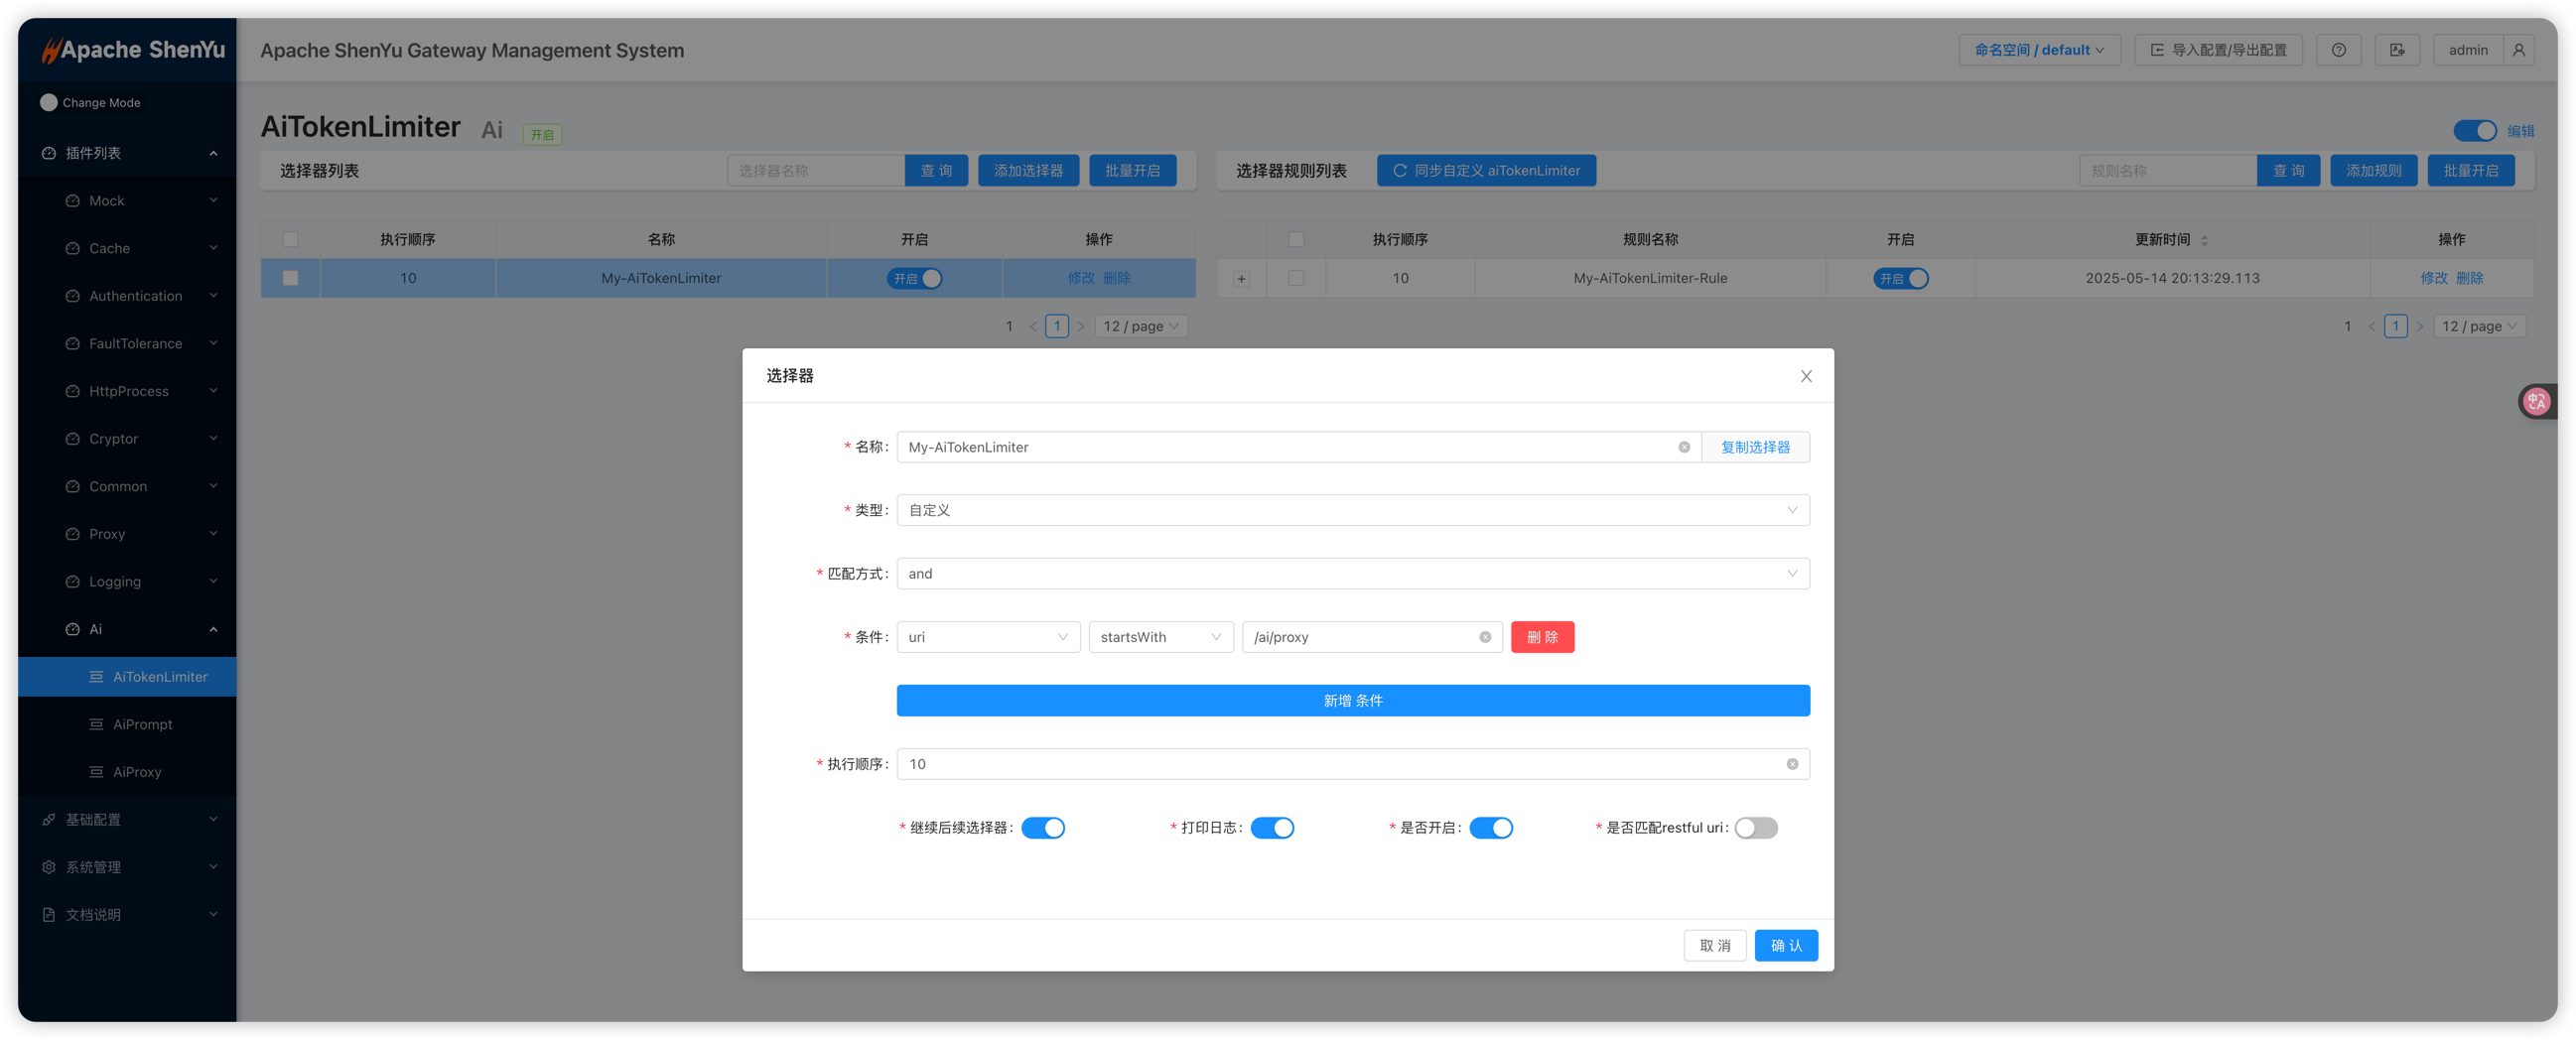 Apache ShenYu
Apache ShenYu Gateway Management System
命名空间 / default
导入配置/导出配置
admin
Change Mode
插件列表
Mock
Cache
Authentication
FaultTolerance
HttpProcess
Cryptor
Common
Proxy
Logging
Ai
AiTokenLimiter
AiPrompt
AiProxy
基础配置
系统管理
文档说明
AiTokenLimiter Ai 开启
编辑
选择器列表
选择器名称
查 询
添加选择器
批量开启
选择器规则列表
同步自定义 aiTokenLimiter
规则名称
查 询
添加规则
批量开启
执行顺序 名称 开启 操作
10 My-AiTokenLimiter 开启 修改 删除
1 < 1 > 12 / page
执行顺序 规则名称 开启 更新时间 操作
+ 10 My-AiTokenLimiter-Rule 开启 2025-05-14 20:13:29.113 修改 删除
1 < 1 > 12 / page
选择器
* 名称: My-AiTokenLimiter 复制选择器
* 类型: 自定义
* 匹配方式: and
* 条件: uri startsWith /ai/proxy 删 除
新增 条件
* 执行顺序: 10
* 继续后续选择器: * 打印日志: * 是否开启: * 是否匹配restful uri:
取 消 确 认
中A